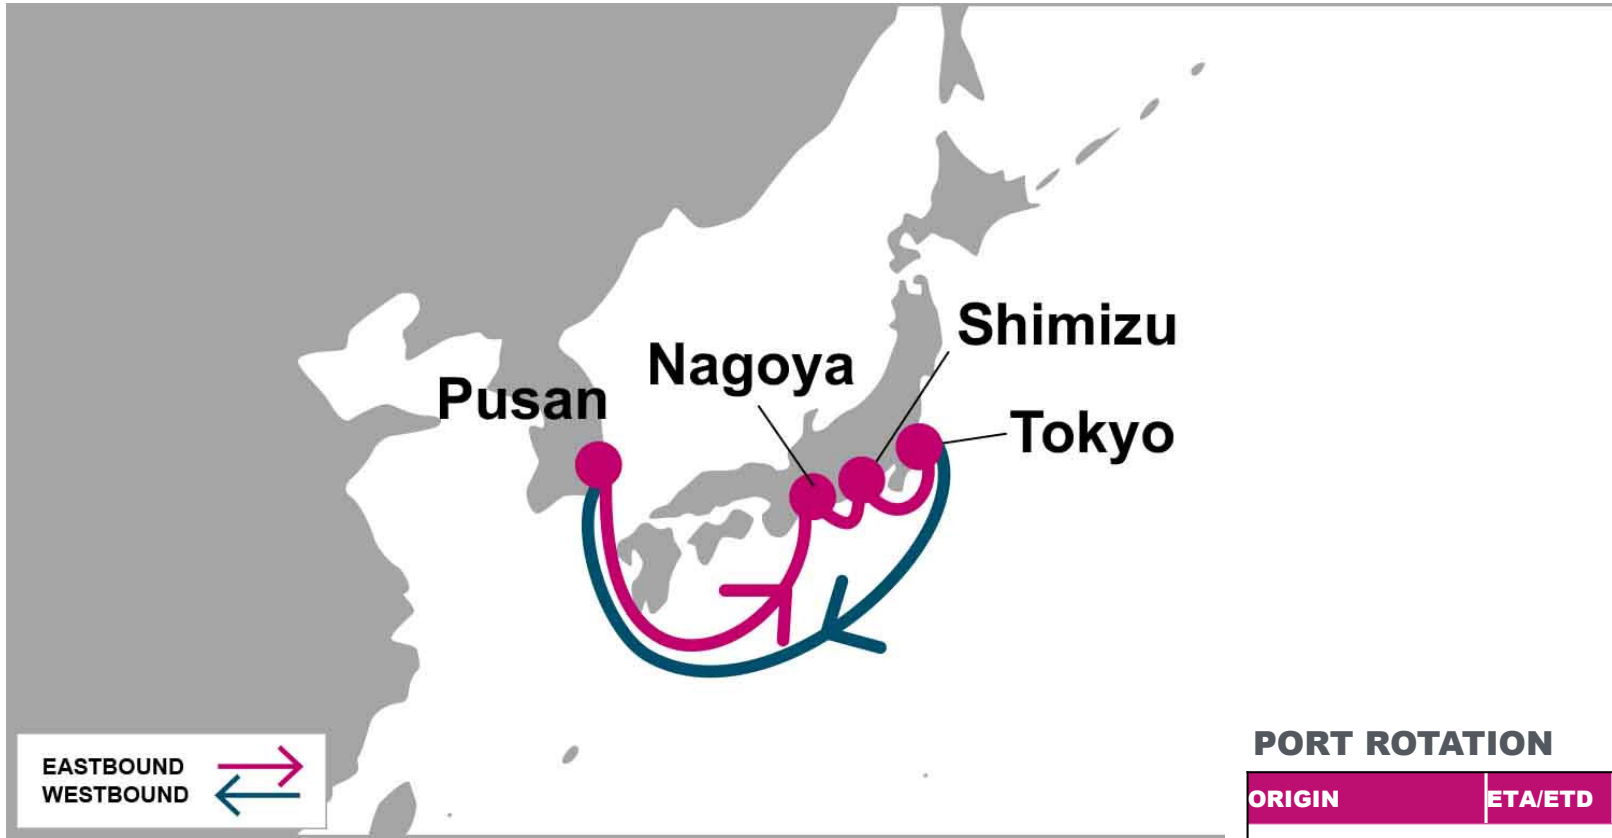 Shimizu
Nagoya
Pusan
Tokyo
EASTBOUND
WESTBOUND
PORT ROTATION
ORIGIN ETA/ETD